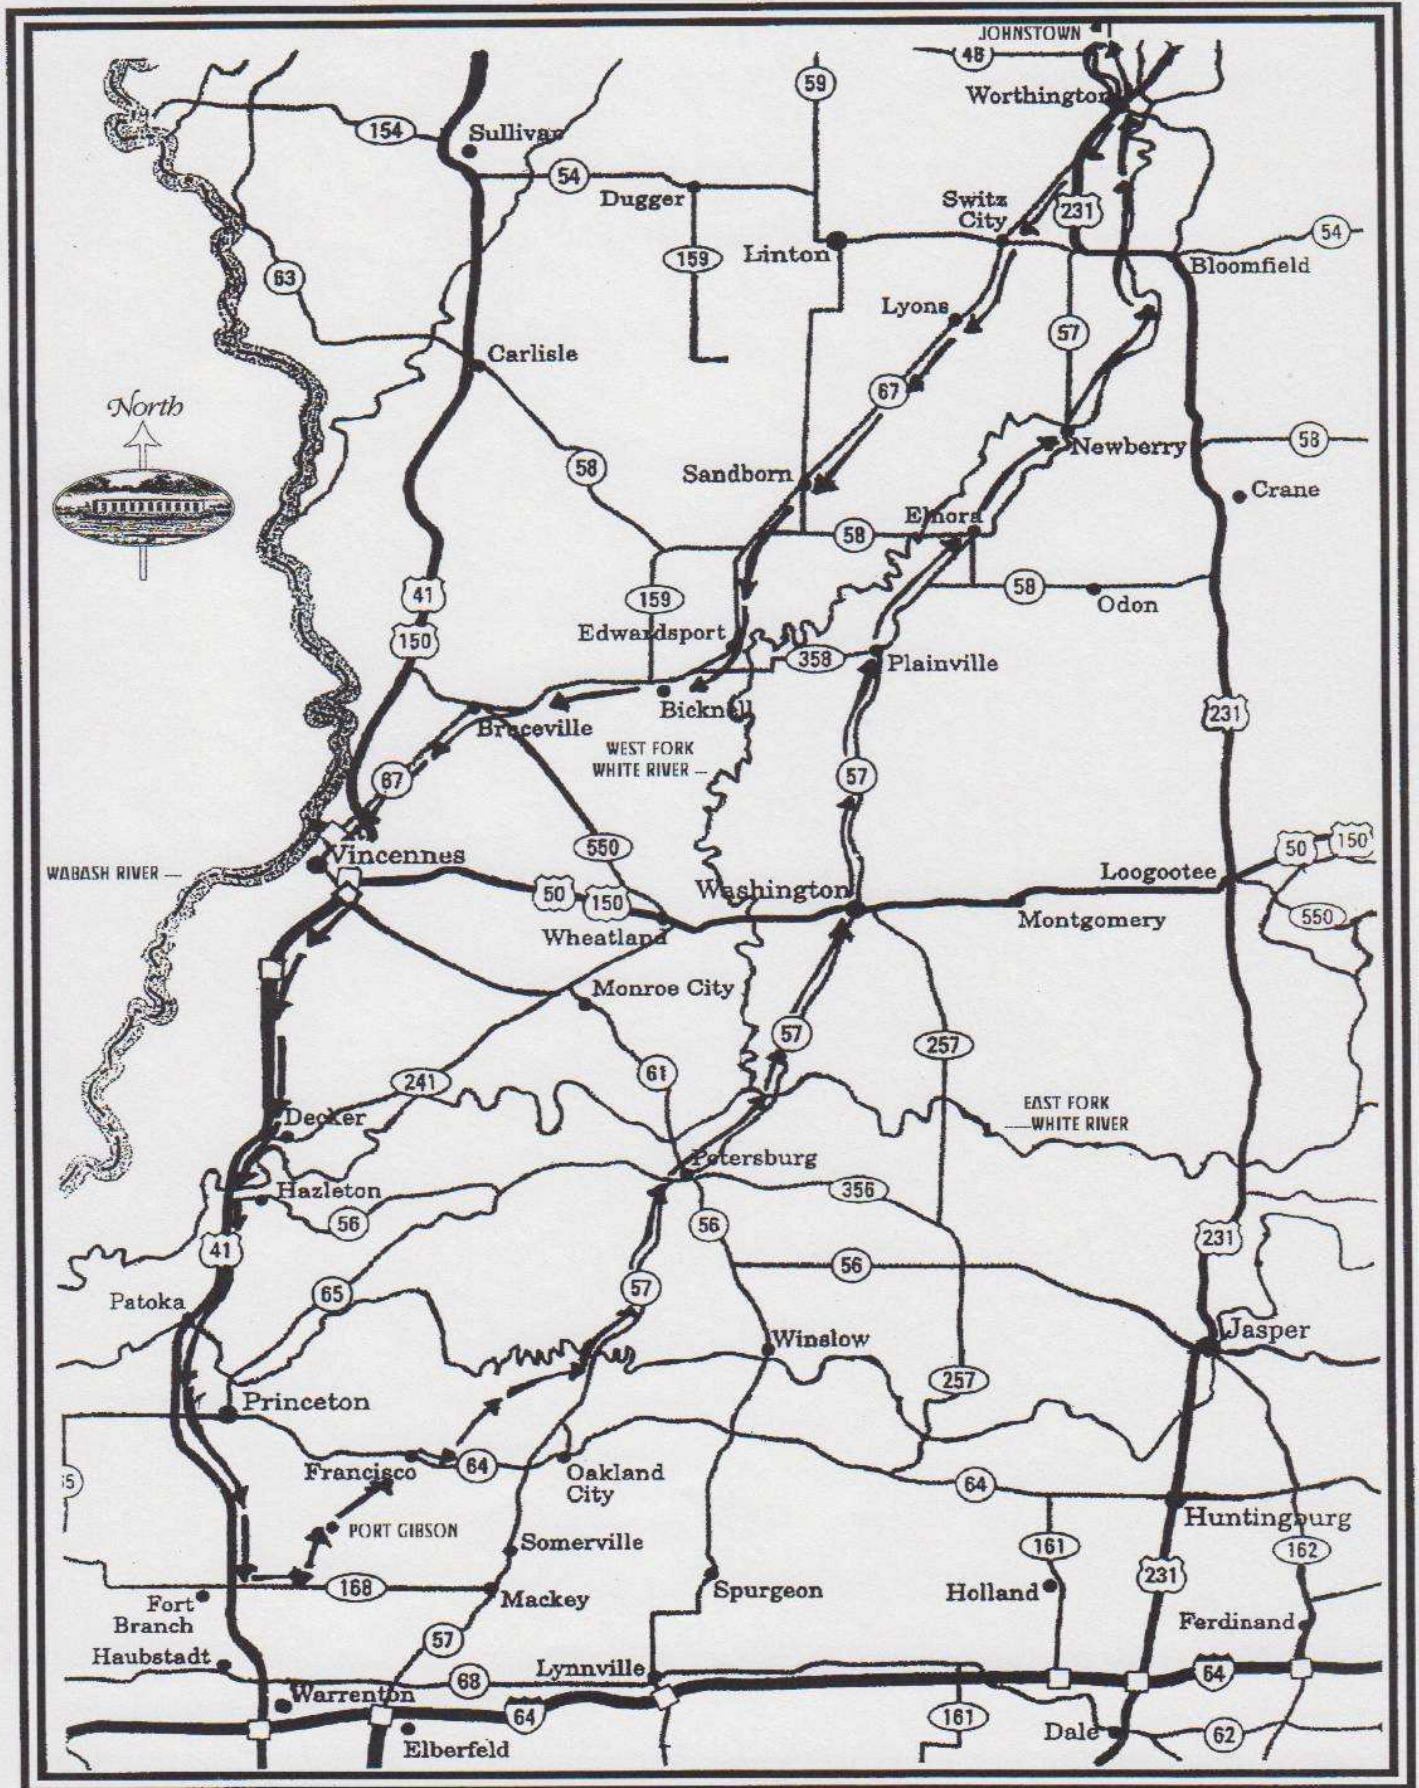 JOHNSTOWN
48
59
Worthington
154
Sullivan
54
Dugger
Switz
City
231
54
159
Linton
Bloomfield
63
Lyons
57
Carlisle
67
North
58
Newberry
58
Sandborn
Crane
Elnora
58
41
159
58
Odon
150
Edwardsport
358
Plainville
Bicknell
231
Bruceville
WEST FORK
WHITE RIVER
67
57
Vincennes
550
50
150
WABASH RIVER
Loogootee
50
150
Washington
550
Wheatland
Montgomery
Monroe City
57
257
61
241
EAST FORK
WHITE RIVER
Decker
Petersburg
Hazleton
356
56
56
231
41
56
65
57
Patoka
Winslow
Jasper
257
Princeton
Francisco
64
Oakland
City
64
PORT GIBSON
Huntingburg
Somerville
161
162
168
231
Fort
Branch
Mackey
Spurgeon
Holland
Ferdinand
57
Haubstadt
Lynnville
68
64
Warrenton
64
161
Dale
62
Elberfeld